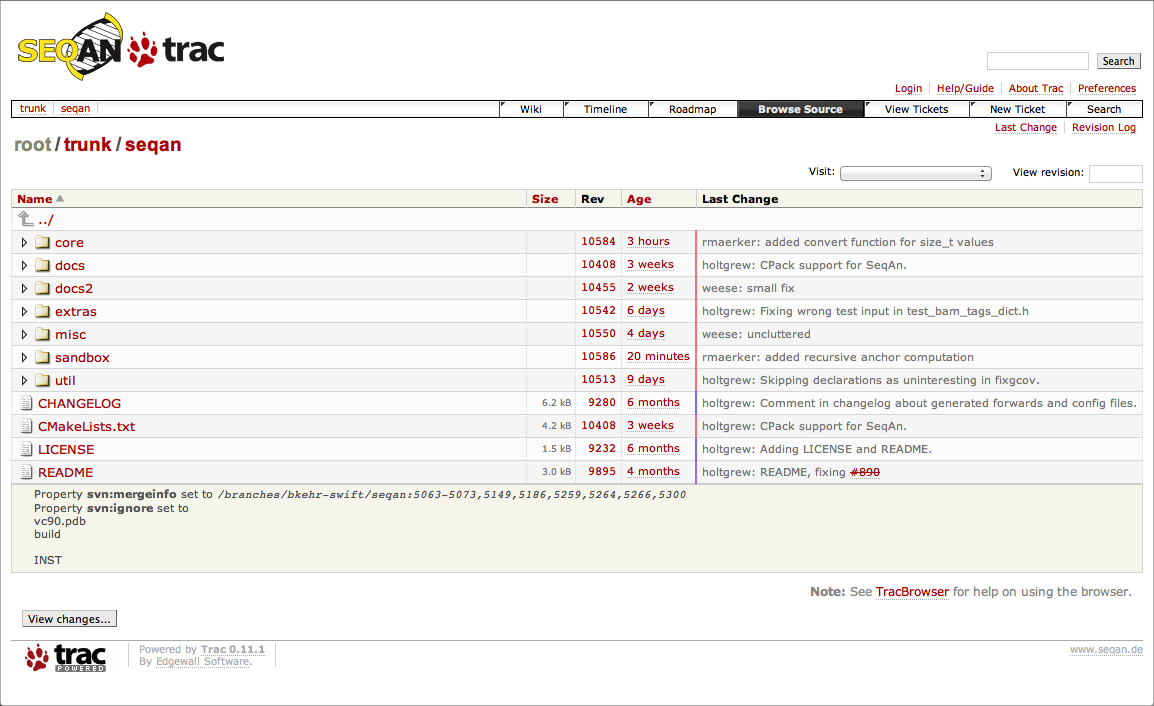 SEQAN trac
Search
Login Help/Guide About Trac Preferences
trunk seqan Wiki Timeline Roadmap Browse Source View Tickets New Ticket Search
Last Change Revision Log
root/trunk/seqan
Visit: View revision:
Name Size Rev Age Last Change
../
core 10584 3 hours rmaerker: added convert function for size_t values
docs 10408 3 weeks holtgrew: CPack support for SeqAn.
docs2 10455 2 weeks weese: small fix
extras 10542 6 days holtgrew: Fixing wrong test input in test_bam_tags_dict.h
misc 10550 4 days weese: uncluttered
sandbox 10586 20 minutes rmaerker: added recursive anchor computation
util 10513 9 days holtgrew: Skipping declarations as uninteresting in fixgcov.
CHANGELOG 6.2 kB 9280 6 months holtgrew: Comment in changelog about generated forwards and config files.
CMakeLists.txt 4.2 kB 10408 3 weeks holtgrew: CPack support for SeqAn.
LICENSE 1.5 kB 9232 6 months holtgrew: Adding LICENSE and README.
README 3.0 kB 9895 4 months holtgrew: README, fixing #890
Property svn:mergeinfo set to /branches/bkehr-swift/seqan:5063-5073,5149,5186,5259,5264,5266,5300
Property svn:ignore set to
vc90.pdb
build
INST
Note: See TracBrowser for help on using the browser.
View changes...
trac POWERED
Powered by Trac 0.11.1
By Edgewall Software.
www.seqan.de